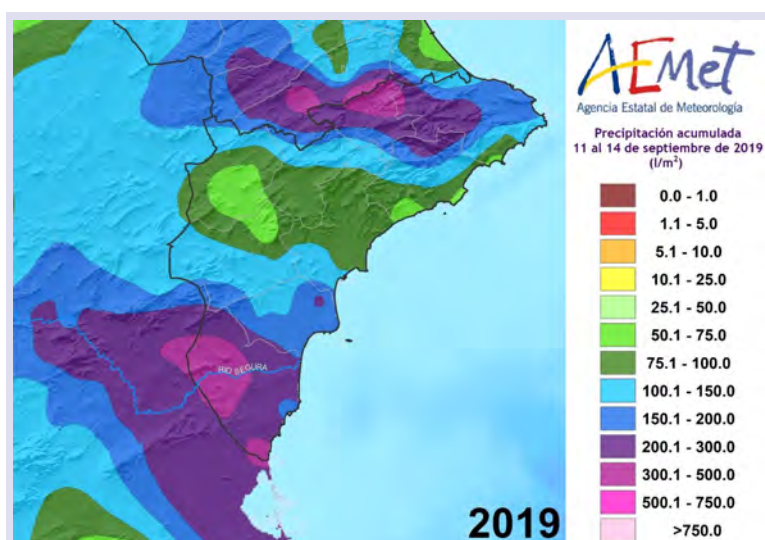 AEMet
Agencia Estatal de Meteorología
Precipitación acumulada
11 al 14 de septiembre de 2019
(l/m²)
0.0 - 1.0
1.1 - 5.0
5.1 - 10.0
10.1 - 25.0
25.1 - 50.0
50.1 - 75.0
75.1 - 100.0
100.1 - 150.0
150.1 - 200.0
200.1 - 300.0
300.1 - 500.0
500.1 - 750.0
>750.0
RIO SEGURA
2019